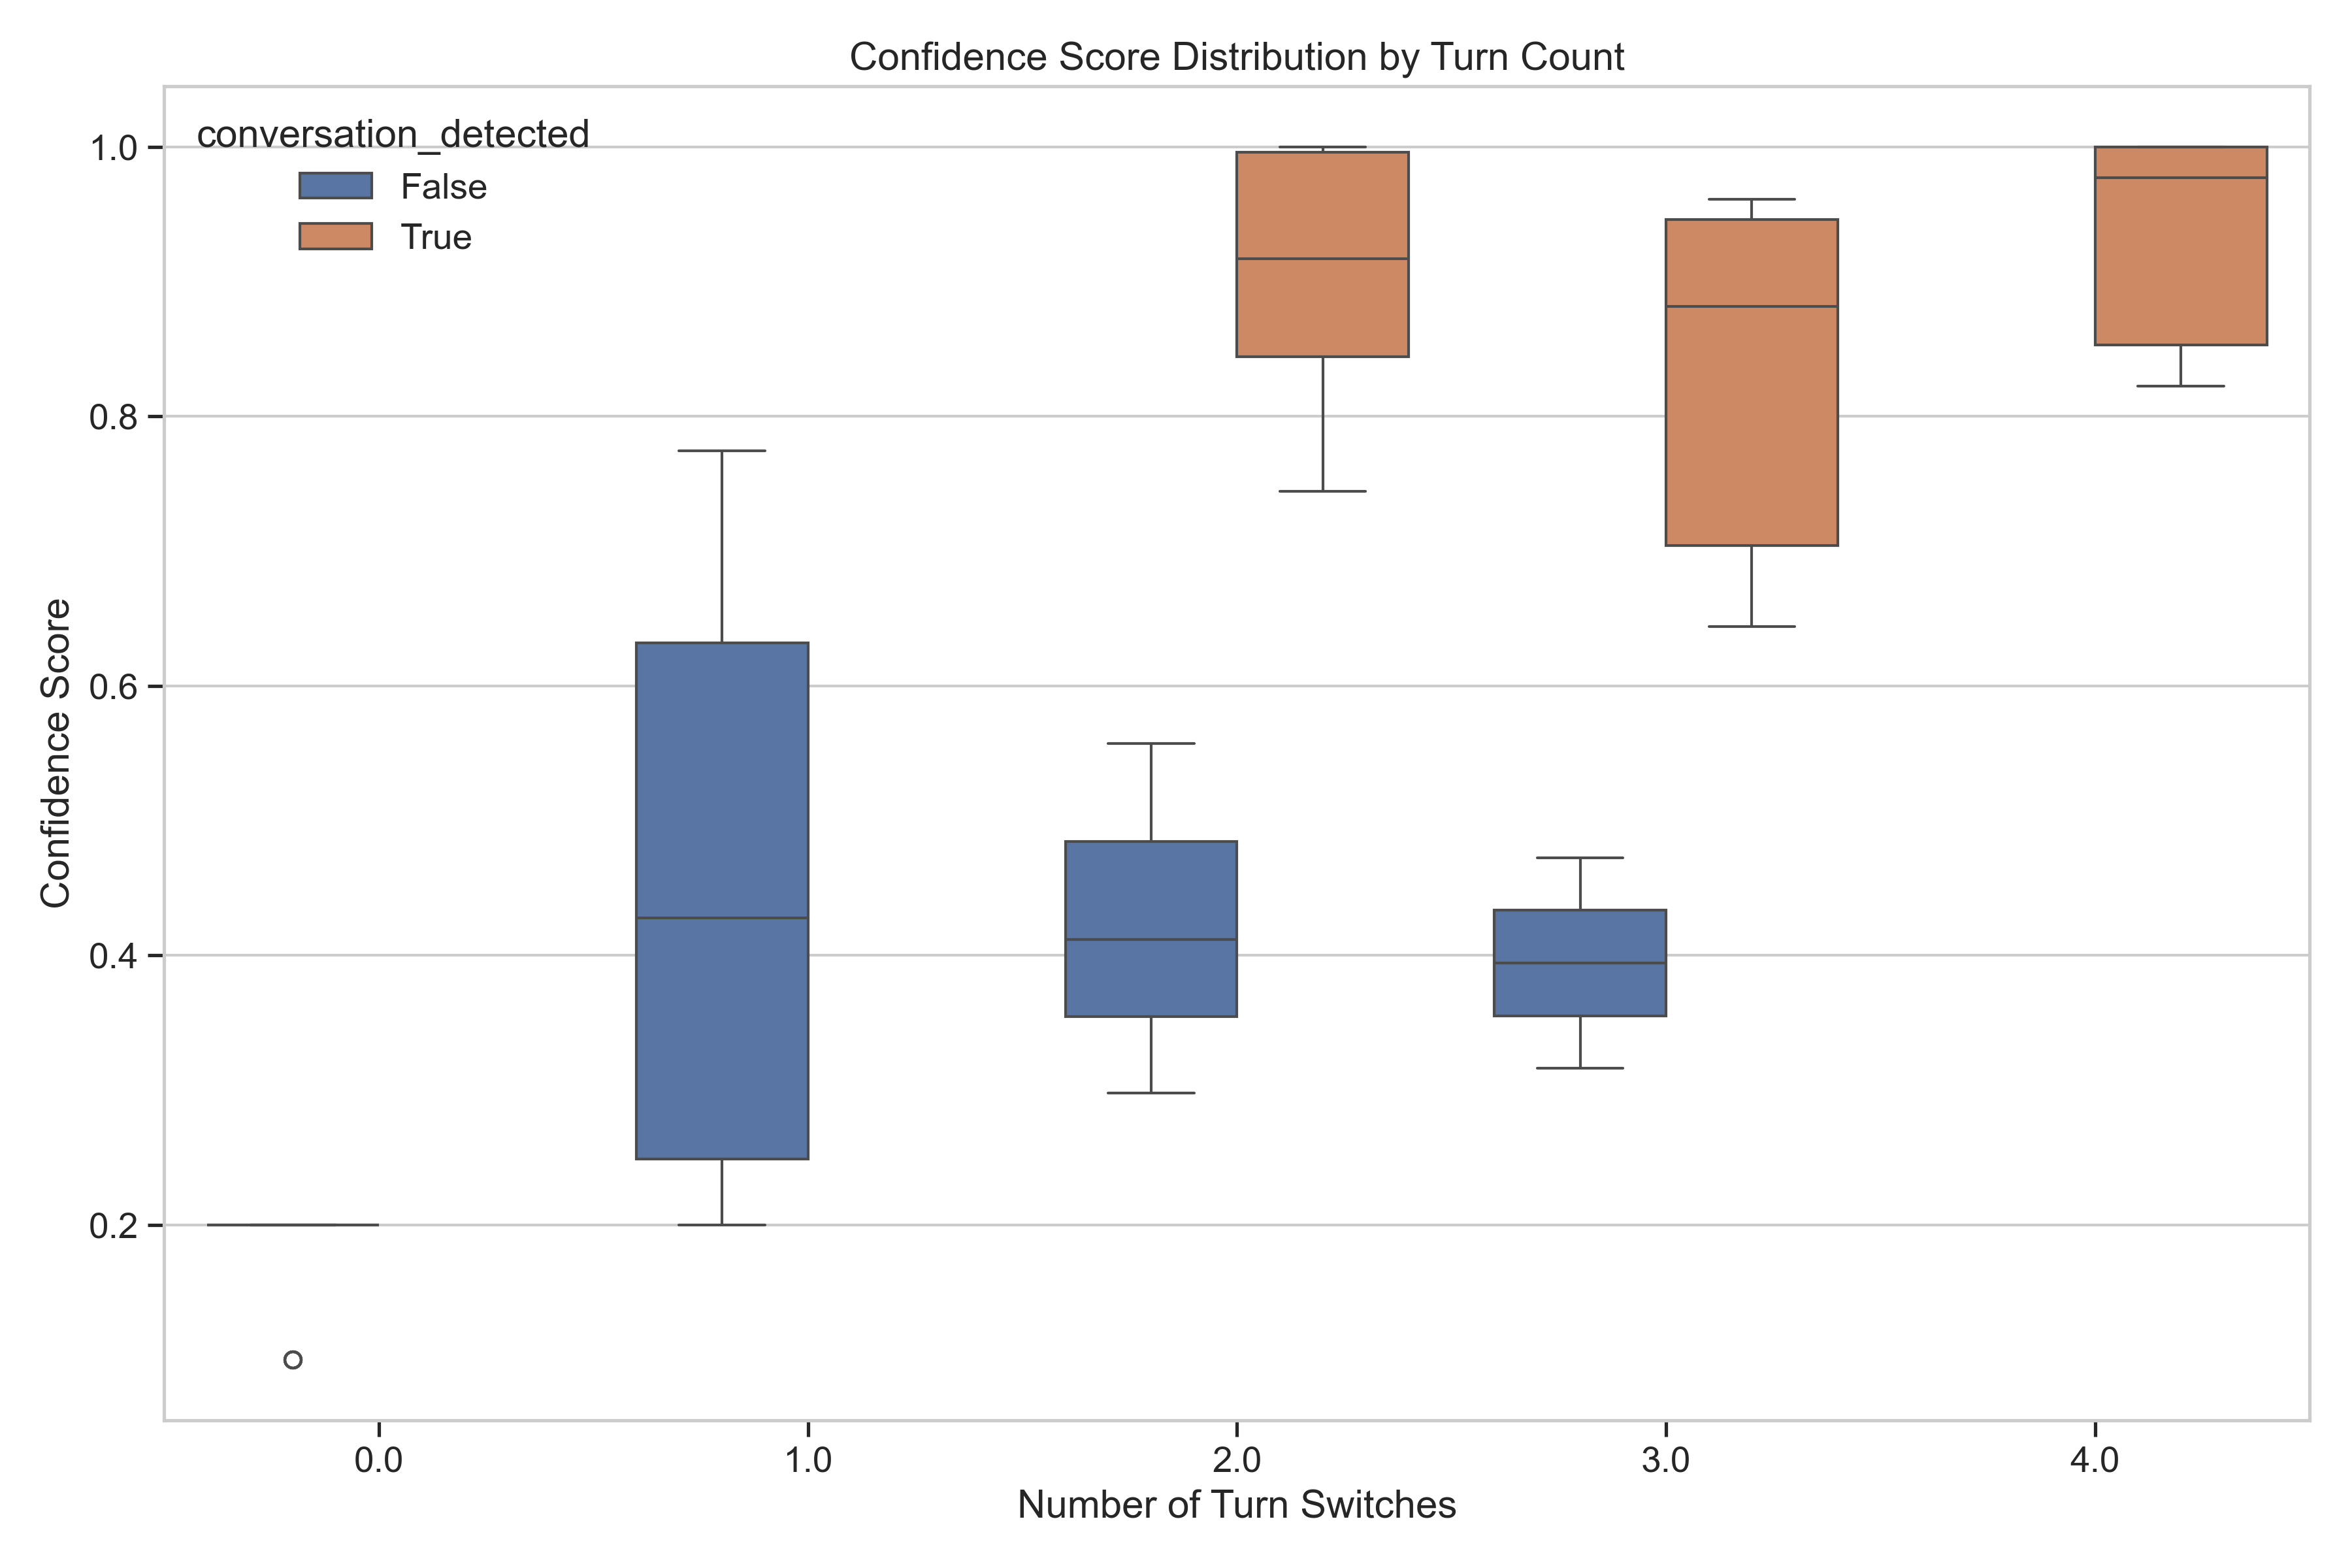 Confidence Score Distribution by Turn Count
conversation_detected
False
True
Confidence Score
1.0
0.8
0.6
0.4
0.2
0.0
1.0
2.0
3.0
4.0
Number of Turn Switches